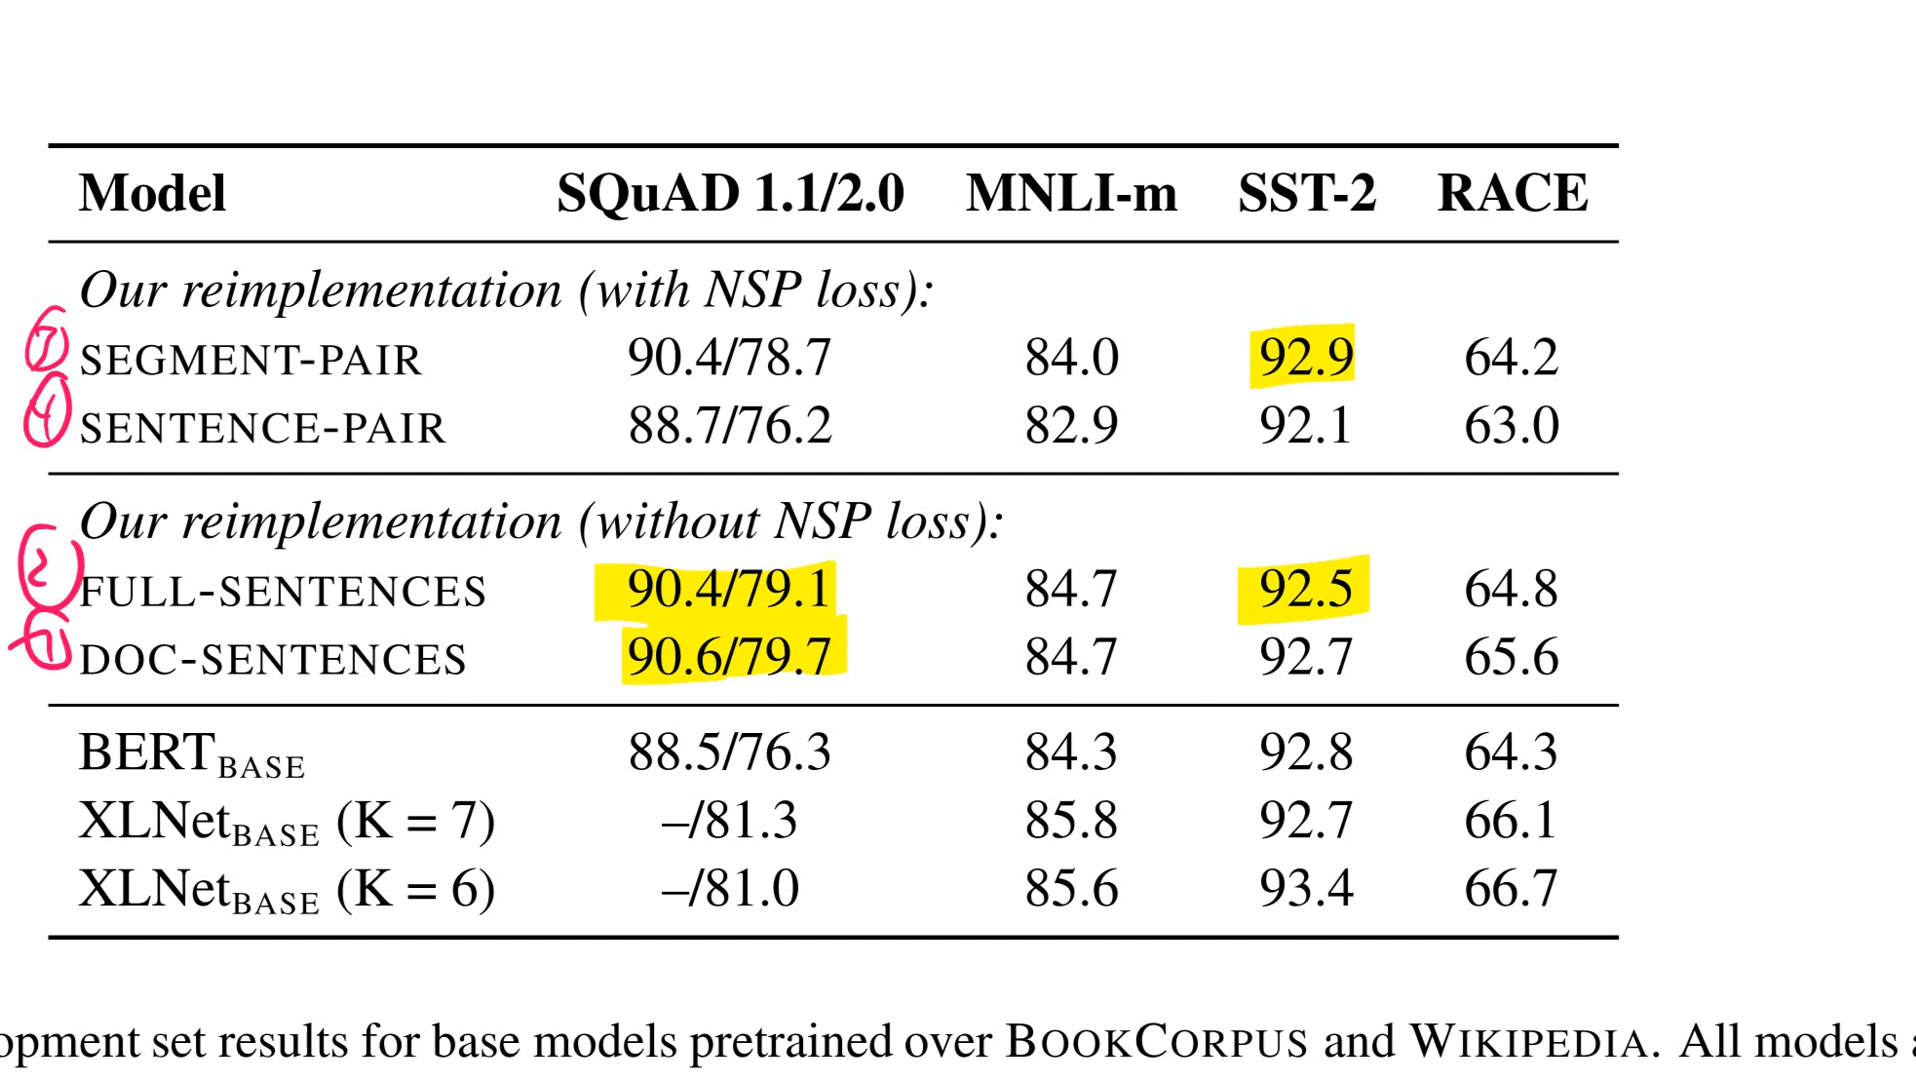 Model SQuAD 1.1/2.0 MNLI-m SST-2 RACE
Our reimplementation (with NSP loss):
③ SEGMENT-PAIR 90.4/78.7 84.0 92.9 64.2
④ SENTENCE-PAIR 88.7/76.2 82.9 92.1 63.0
Our reimplementation (without NSP loss):
② FULL-SENTENCES 90.4/79.1 84.7 92.5 64.8
① DOC-SENTENCES 90.6/79.7 84.7 92.7 65.6
BERTBASE 88.5/76.3 84.3 92.8 64.3
XLNetBASE (K = 7) –/81.3 85.8 92.7 66.1
XLNetBASE (K = 6) –/81.0 85.6 93.4 66.7
opment set results for base models pretrained over BOOKCORPUS and WIKIPEDIA. All models a